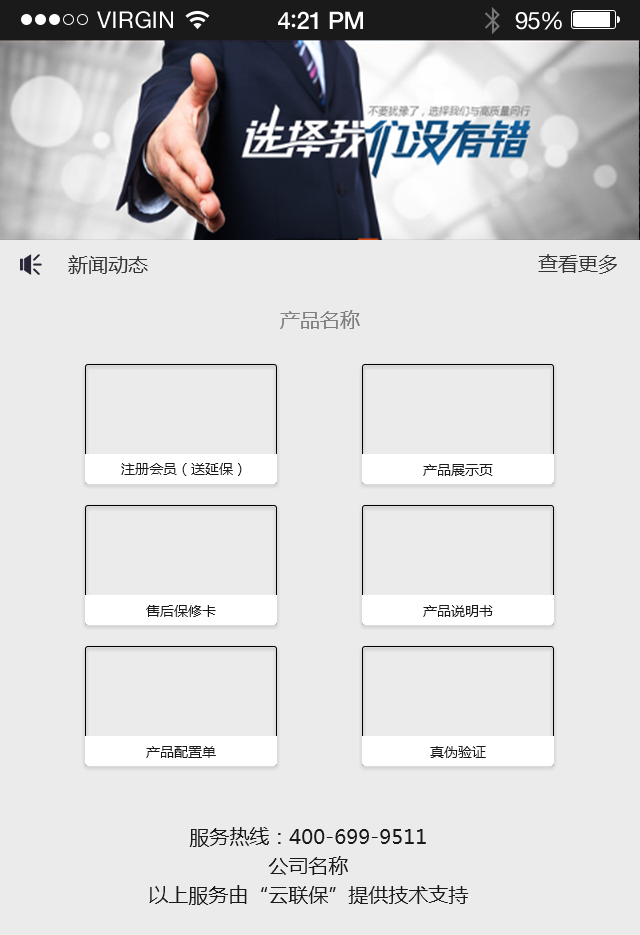 VIRGIN 4:21 PM 95%
不要犹豫了，选择我们与高质量同行
选择我们没有错
新闻动态 查看更多
产品名称
注册会员（送延保） 产品展示页
售后保修卡 产品说明书
产品配置单 真伪验证
服务热线：400-699-9511
公司名称
以上服务由“云联保”提供技术支持